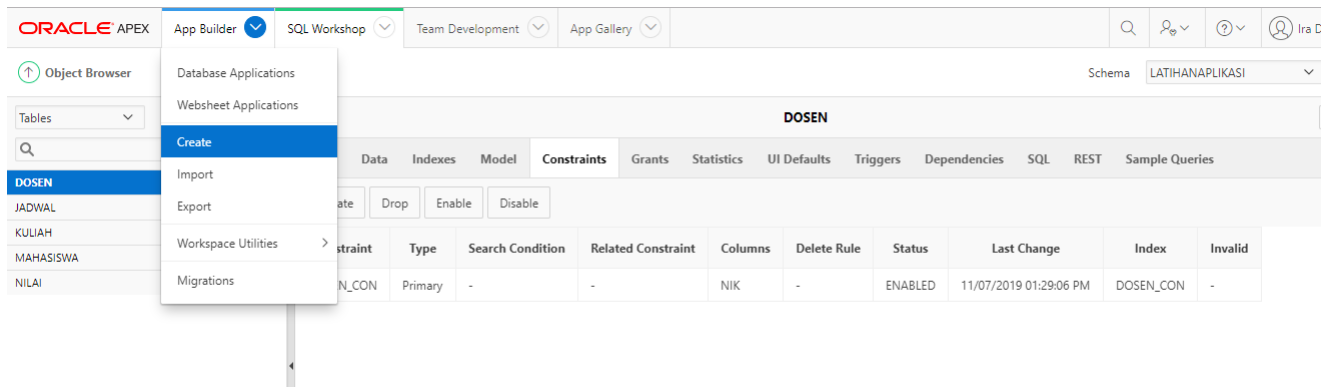 ORACLE APEX App Builder SQL Workshop Team Development App Gallery Ira D
Object Browser Schema LATIHANAPLIKASI
Database Applications
Websheet Applications
Create
Import
Export
Workspace Utilities
Migrations
Tables
DOSEN
JADWAL
KULIAH
MAHASISWA
NILAI
DOSEN
Data Indexes Model Constraints Grants Statistics UI Defaults Triggers Dependencies SQL REST Sample Queries
ate Drop Enable Disable
straint Type Search Condition Related Constraint Columns Delete Rule Status Last Change Index Invalid
N_CON Primary - - NIK - ENABLED 11/07/2019 01:29:06 PM DOSEN_CON -